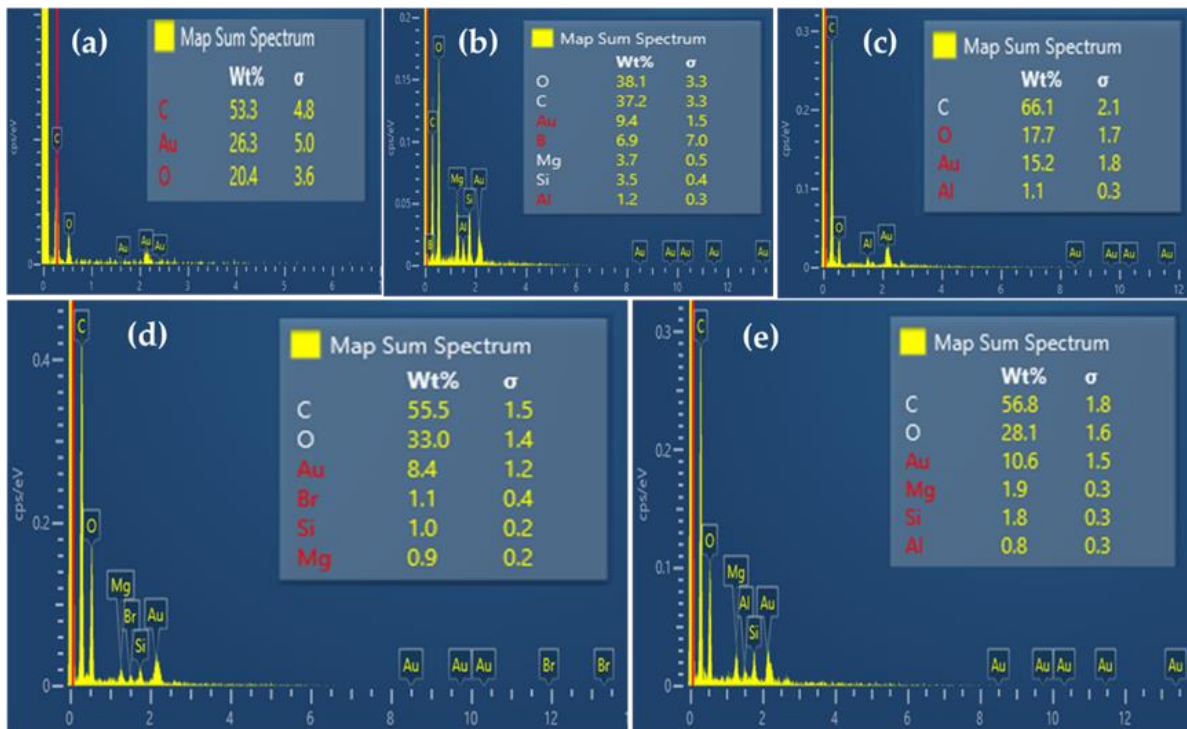 (a)
Map Sum Spectrum
Wt% σ
C 53.3 4.8
Au 26.3 5.0
O 20.4 3.6
C
O
Au
Au
Au
cps/eV
0
0 1 2 3 4 5 6
(b)
Map Sum Spectrum
Wt% σ
O 38.1 3.3
C 37.2 3.3
Au 9.4 1.5
B 6.9 7.0
Mg 3.7 0.5
Si 3.5 0.4
Al 1.2 0.3
0.2
0.15
0.1
0.05
0
cps/eV
O
C
B
Mg
Al
Si
Au
Au
Au
Au
Au
Au
0 2 4 6 8 10 12
(c)
Map Sum Spectrum
Wt% σ
C 66.1 2.1
O 17.7 1.7
Au 15.2 1.8
Al 1.1 0.3
0.3
0.2
0.1
0
cps/eV
C
O
Al
Au
Au
Au
Au
Au
0 2 4 6 8 10 12
(d)
Map Sum Spectrum
Wt% σ
C 55.5 1.5
O 33.0 1.4
Au 8.4 1.2
Br 1.1 0.4
Si 1.0 0.2
Mg 0.9 0.2
0.4
0.2
0
cps/eV
C
O
Mg
Br
Si
Au
Au
Au
Au
Br
Br
0 2 4 6 8 10 12
(e)
Map Sum Spectrum
Wt% σ
C 56.8 1.8
O 28.1 1.6
Au 10.6 1.5
Mg 1.9 0.3
Si 1.8 0.3
Al 0.8 0.3
0.3
0.2
0.1
0
cps/eV
C
O
Mg
Al
Si
Au
Au
Au
Au
Au
Au
0 2 4 6 8 10 12